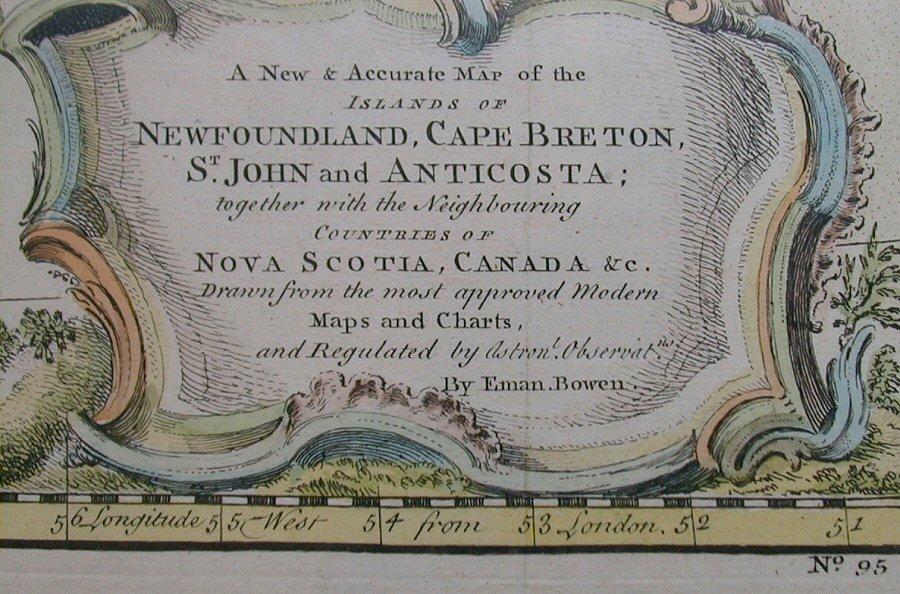 A New & Accurate Map of the
Islands of
Newfoundland, Cape Breton,
St. John and Anticosta;
together with the Neighbouring
Countries of
Nova Scotia, Canada &c.
Drawn from the most approved Modern
Maps and Charts,
and Regulated by Astronl. Observatns.
By Eman. Bowen.
56 Longitude 55 West 54 from 53 London. 52 51
No. 95